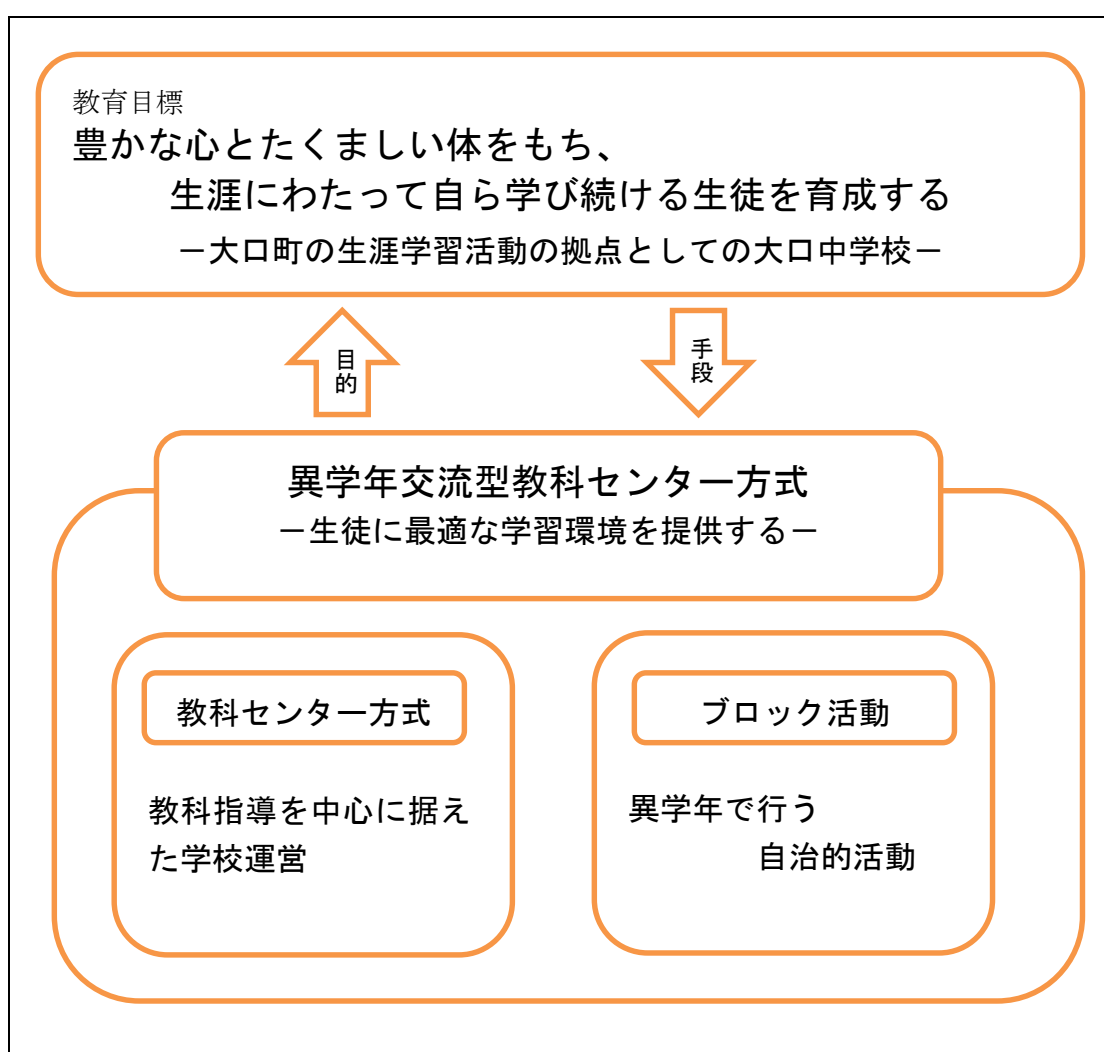 教育目標
豊かな心とたくましい体をもち、
生涯にわたって自ら学び続ける生徒を育成する
－大口町の生涯学習活動の拠点としての大口中学校－
目的
手段
異学年交流型教科センター方式
－生徒に最適な学習環境を提供する－
教科センター方式
ブロック活動
教科指導を中心に据え
た学校運営
異学年で行う
自治的活動